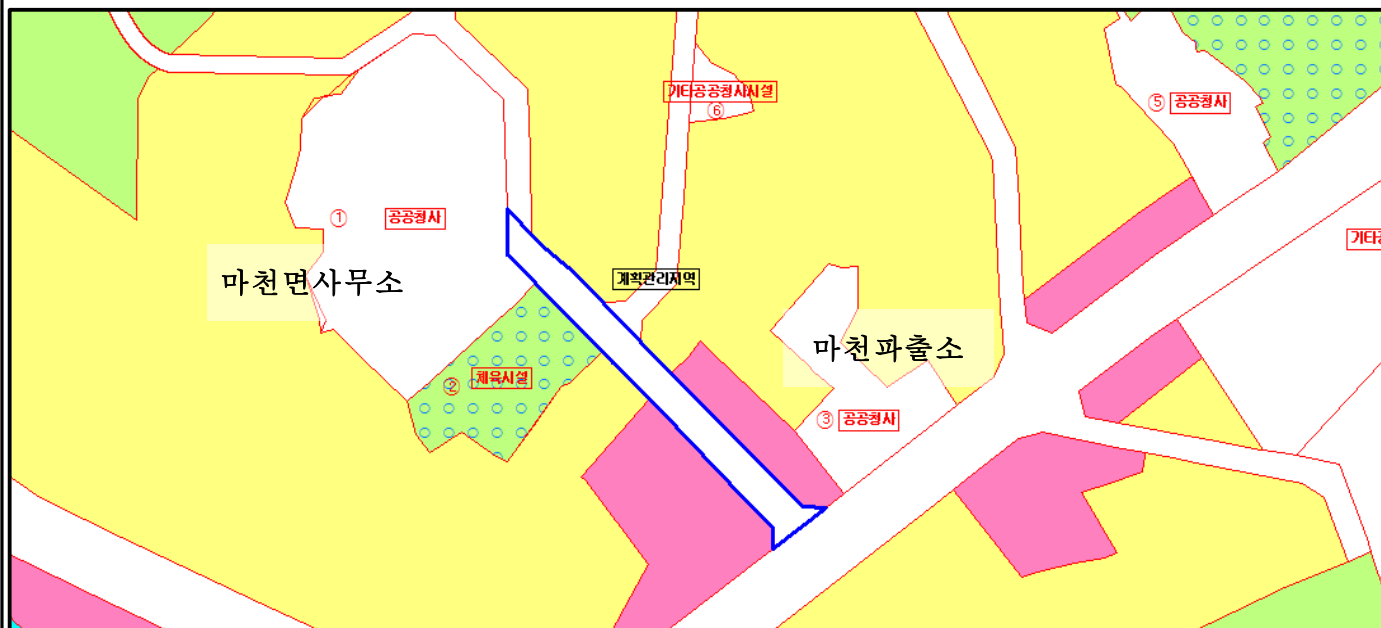 기타공공청사시설
⑥
⑤ 공공청사
① 공공청사
기타공
마천면사무소
계획관리지역
마천파출소
② 체육시설
③ 공공청사